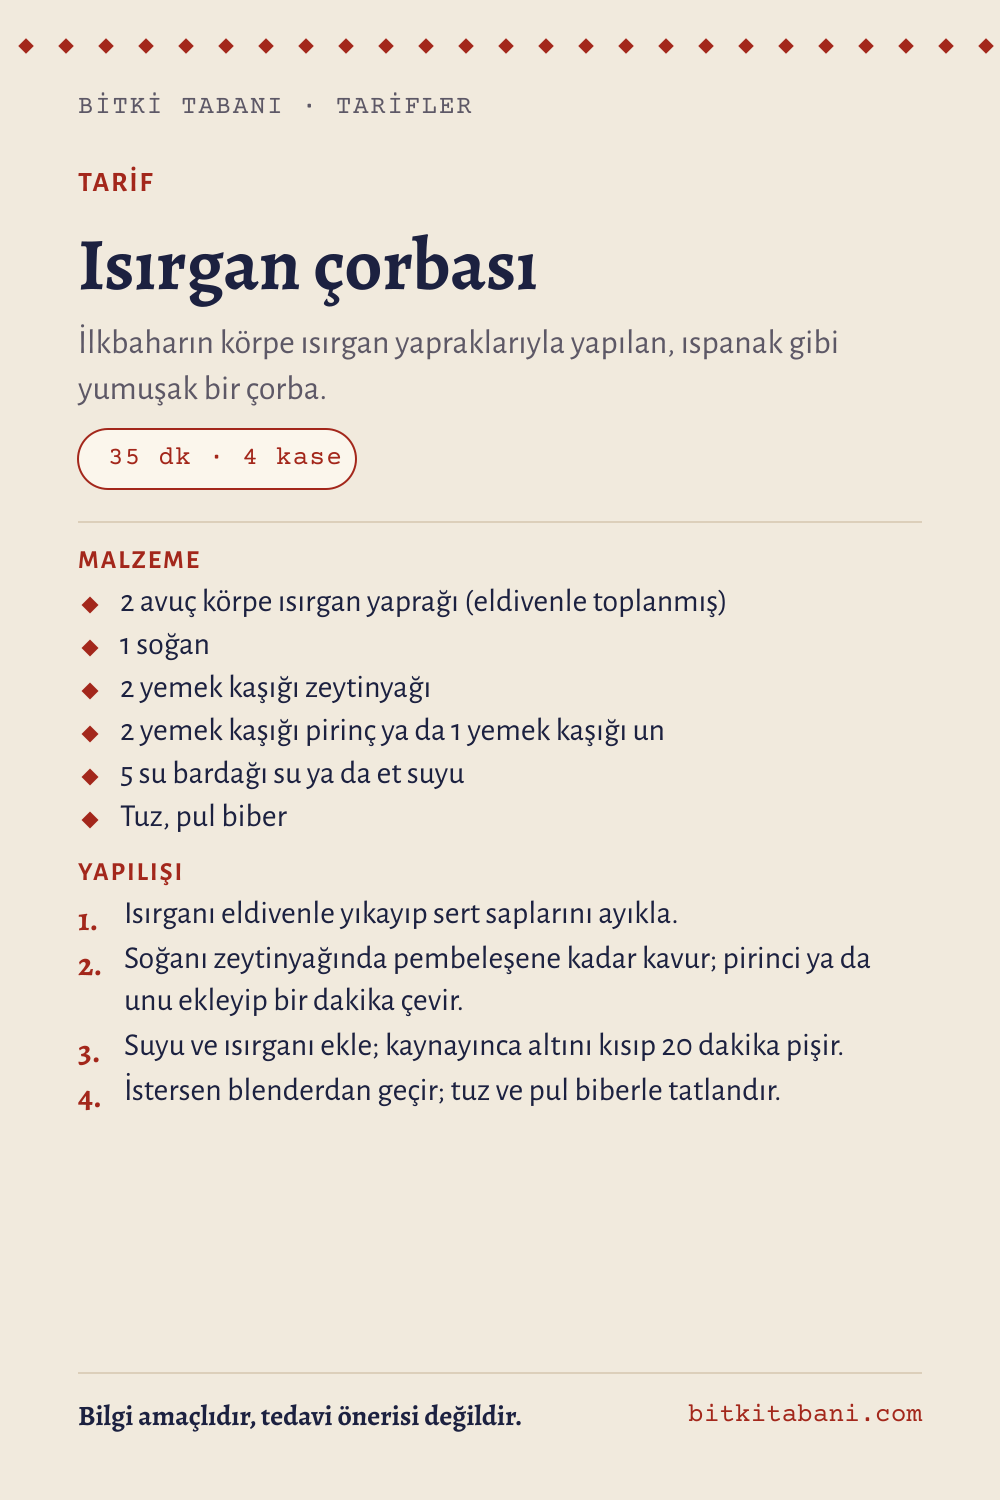 BİTKİ TABANI · TARİFLER
TARİF
Isırgan çorbası
İlkbaharın körpe ısırgan yapraklarıyla yapılan, ıspanak gibi
yumuşak bir çorba.
35 dk · 4 kase
MALZEME
◆ 2 avuç körpe ısırgan yaprağı (eldivenle toplanmış)
◆ 1 soğan
◆ 2 yemek kaşığı zeytinyağı
◆ 2 yemek kaşığı pirinç ya da 1 yemek kaşığı un
◆ 5 su bardağı su ya da et suyu
◆ Tuz, pul biber
YAPILIŞI
1. Isırganı eldivenle yıkayıp sert saplarını ayıkla.
2. Soğanı zeytinyağında pembeleşene kadar kavur; pirinci ya da
unu ekleyip bir dakika çevir.
3. Suyu ve ısırganı ekle; kaynayınca altını kısıp 20 dakika pişir.
4. İstersen blenderdan geçir; tuz ve pul biberle tatlandır.
Bilgi amaçlıdır, tedavi önerisi değildir.
bitkitabani.com